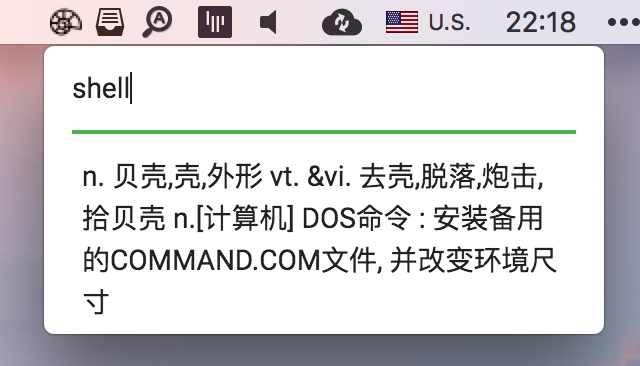 U.S. 22:18
shell
n. 贝壳,壳,外形 vt. &vi. 去壳,脱落,炮击,
拾贝壳 n.[计算机] DOS命令 : 安装备用
的COMMAND.COM文件, 并改变环境尺
寸